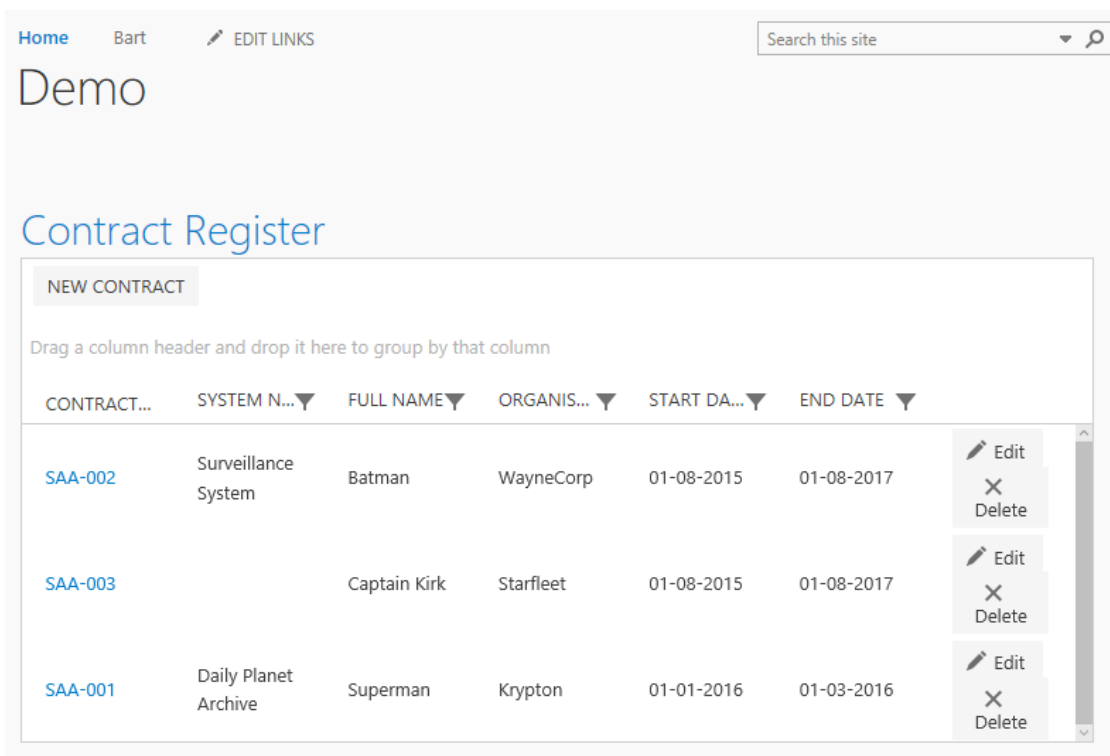 Home Bart EDIT LINKS Search this site
Demo
Contract Register
NEW CONTRACT
Drag a column header and drop it here to group by that column
CONTRACT... SYSTEM N... FULL NAME ORGANIS... START DA... END DATE
SAA-002 Surveillance System Batman WayneCorp 01-08-2015 01-08-2017 Edit
Delete
SAA-003 Captain Kirk Starfleet 01-08-2015 01-08-2017 Edit
Delete
SAA-001 Daily Planet Archive Superman Krypton 01-01-2016 01-03-2016 Edit
Delete